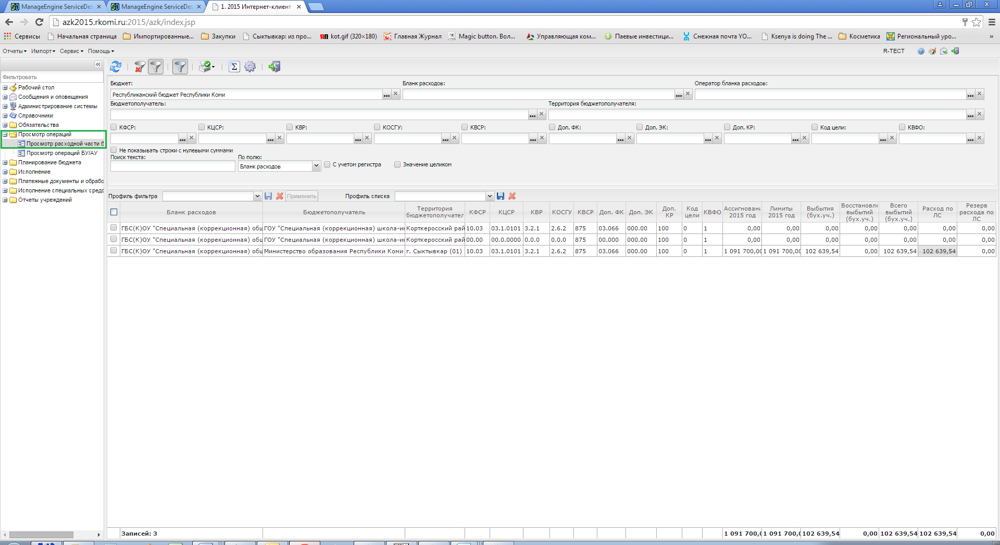 ManageEngine ServiceDes
ManageEngine ServiceDes
1. 2015 Интернет-клиент
azk2015.rkomi.ru:2015/azk/index.jsp
Сервисы Начальная страница Импортированные... Закупки Сыктывкар: из про... kot.gif (320×180) Главная Журнал Magic button. Вол... Управляющая ком... Паевые инвестици... Снежная почта YO... Ksenya is doing The ... Косметика Региональный уро... »
Отчеты Импорт Сервис Помощь R-ТЕСТ
Фильтровать
Рабочий стол
Сообщения и оповещения
Администрирование системы
Справочники
Обязательства
Просмотр операций
Просмотр расходной части б
Просмотр операций БУ/АУ
Планирование бюджета
Исполнение
Платежные документы и обрабо
Исполнение специальных средс
Отчеты учреждений
Бюджет: Бланк расходов: Оператор бланка расходов:
Республиканский бюджет Республики Коми
Бюджетополучатель: Территория бюджетополучателя:
КФСР: КЦСР: КВР: КОСГУ: КВСР: Доп. ФК: Доп. ЭК: Доп. КР: Код цели: КВФО:
Не показывать строки с нулевыми суммами
Поиск текста: По полю:
Бланк расходов С учетом регистра Значение целиком
Профиль фильтра Применить Профиль списка
Бланк расходов Бюджетополучатель Территория бюджетополучател КФСР КЦСР КВР КОСГУ КВСР Доп. ФК Доп. ЭК Доп. КР Код цели КВФО Ассигновани 2015 год Лимиты 2015 год Выбытия (бух.уч.) Восстановле выбытий (бух.уч.) Всего выбытий (бух.уч.) Расход по ЛС Резерв расхода по ЛС
ГБС(К)ОУ "Специальная (коррекционная) общ ГОУ "Специальная (коррекционная) школа-ин Корткеросский рай 10.03 03.1.0101 3.2.1 2.6.2 875 03.066 000.00 100 0 1 0,00 0,00 0,00 0,00 0,00 0,00 0,00
ГБС(К)ОУ "Специальная (коррекционная) общ ГОУ "Специальная (коррекционная) школа-ин Корткеросский рай 00.00 00.0.0000 0.0.0 0.0.0 875 00.000 000.00 100 0 1 0,00 0,00 0,00 0,00 0,00 0,00 0,00
ГБС(К)ОУ "Специальная (коррекционная) общ Министерство образования Республики Коми г. Сыктывкар (01) 10.03 03.1.0101 3.2.1 2.6.2 875 03.066 000.00 100 0 1 1 091 700,00 1 091 700,00 102 639,54 0,00 102 639,54 102 639,54 0,00
Записей: 3 1 091 700,( 1 091 700,( 102 639,54 0,00 102 639,54 102 639,54 0,00